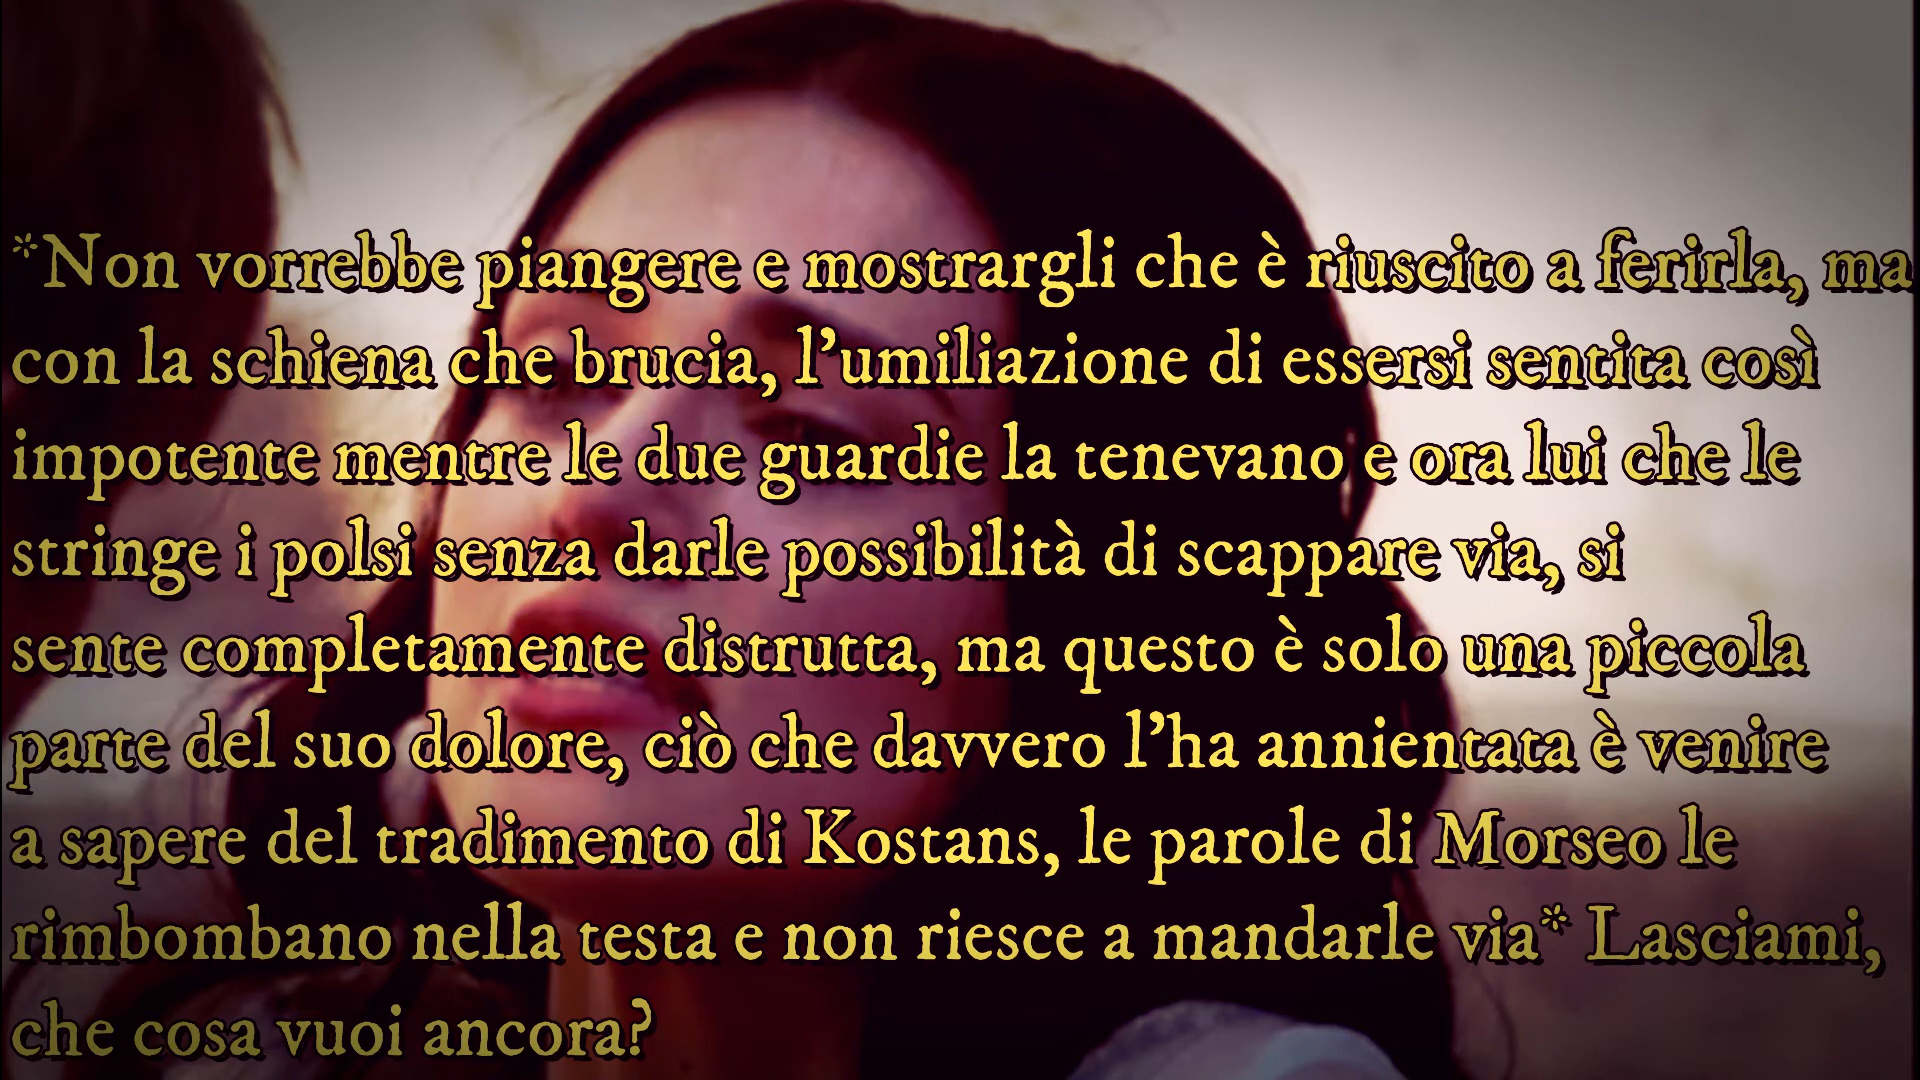 *Non vorrebbe piangere e mostrargli che è riuscito a ferirla, ma
con la schiena che brucia, l’umiliazione di essersi sentita così
impotente mentre le due guardie la tenevano e ora lui che le
stringe i polsi senza darle possibilità di scappare via, si
sente completamente distrutta, ma questo è solo una piccola
parte del suo dolore, ciò che davvero l’ha annientata è venire
a sapere del tradimento di Kostans, le parole di Morseo le
rimbombano nella testa e non riesce a mandarle via* Lasciami,
che cosa vuoi ancora?